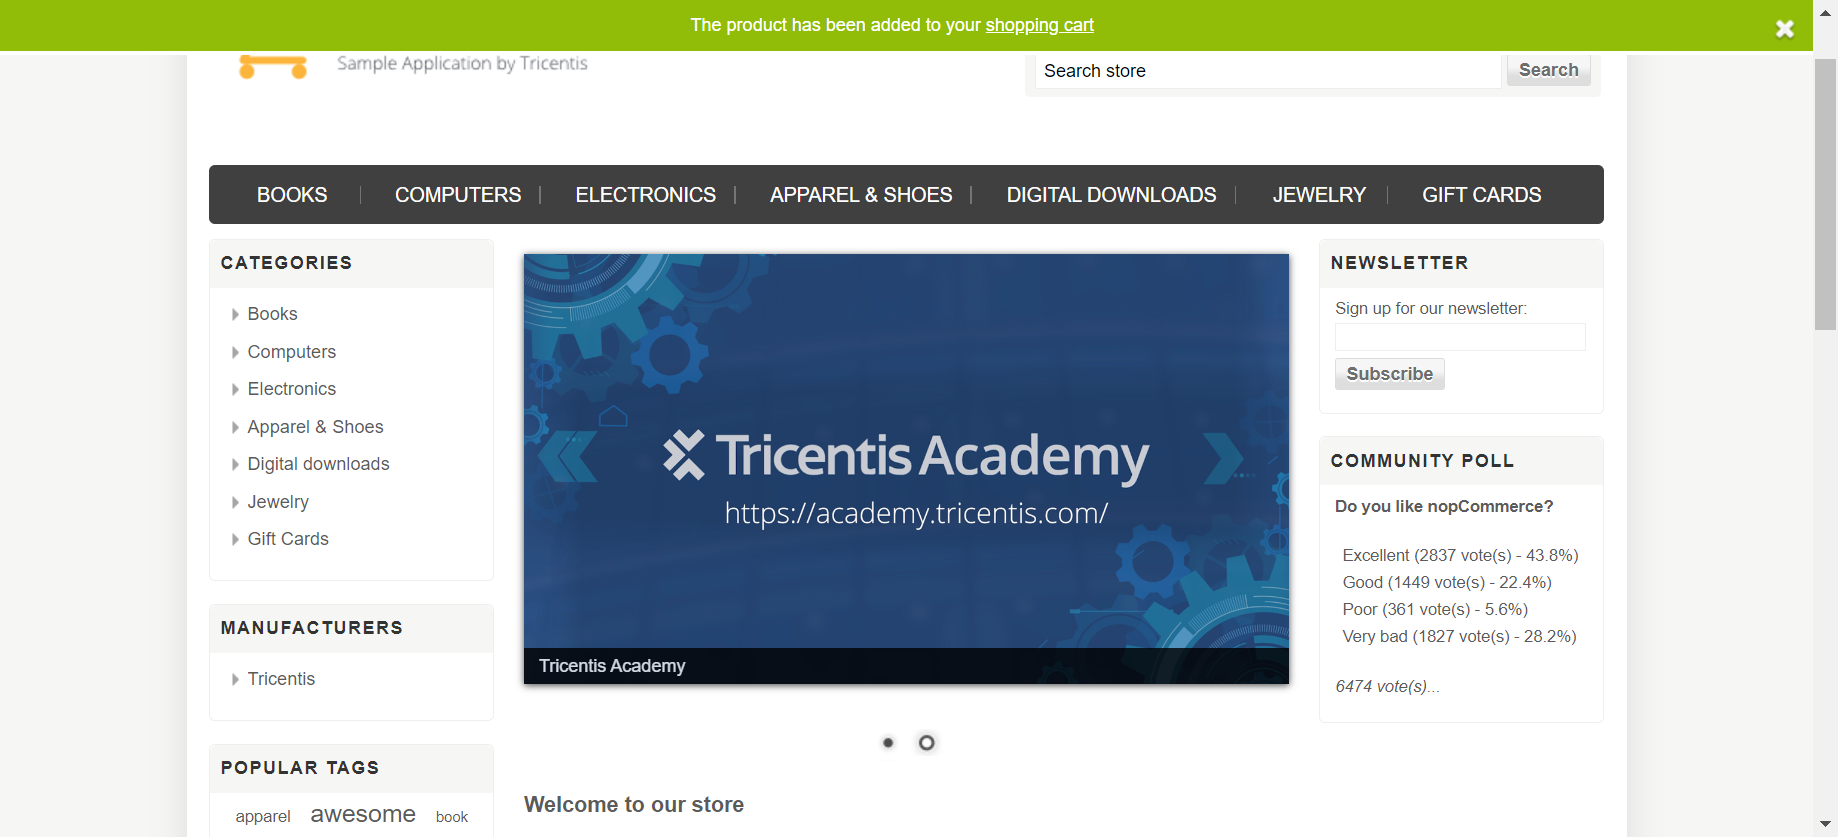 The product has been added to your shopping cart
Sample Application by Tricentis
Search store
Search
BOOKS
COMPUTERS
ELECTRONICS
APPAREL & SHOES
DIGITAL DOWNLOADS
JEWELRY
GIFT CARDS
CATEGORIES
Books
Computers
Electronics
Apparel & Shoes
Digital downloads
Jewelry
Gift Cards
MANUFACTURERS
Tricentis
POPULAR TAGS
apparel awesome book
Tricentis Academy
https://academy.tricentis.com/
Tricentis Academy
Welcome to our store
NEWSLETTER
Sign up for our newsletter:
Subscribe
COMMUNITY POLL
Do you like nopCommerce?
Excellent (2837 vote(s) - 43.8%)
Good (1449 vote(s) - 22.4%)
Poor (361 vote(s) - 5.6%)
Very bad (1827 vote(s) - 28.2%)
6474 vote(s)...